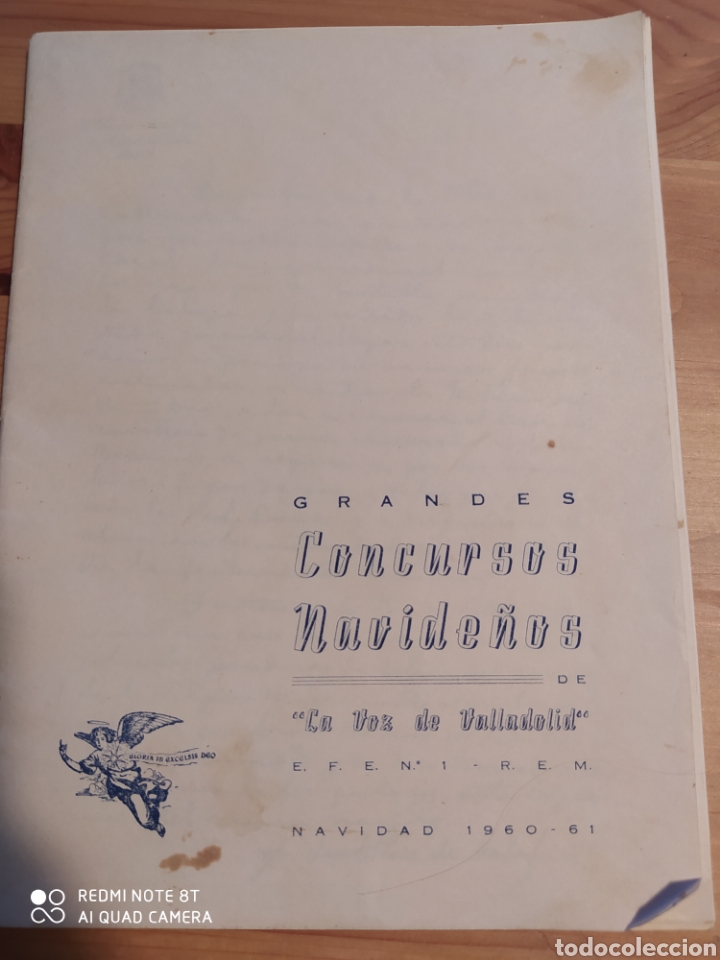 GRANDES
Concursos
Navideños
DE
"La Voz de Valladolid"
E. F. E. N.º 1 - R. E. M.
NAVIDAD 1960-61
GLORIA IN EXCELSIS DEO
REDMI NOTE 8T
AI QUAD CAMERA
todocoleccion